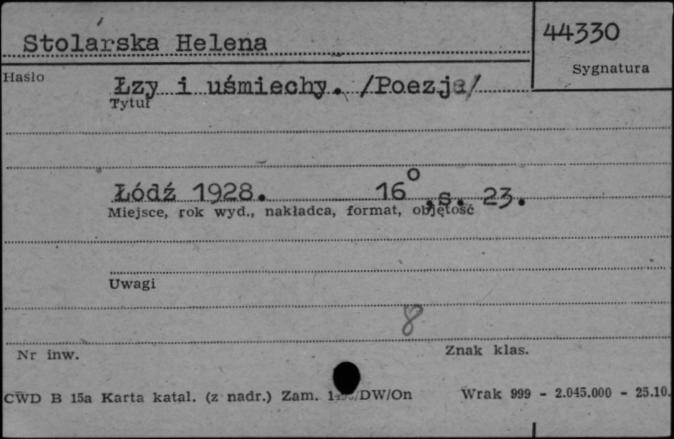 Stolarska Helena
44330
Hasło
Sygnatura
Łzy i uśmiechy. /Poezja/
Tytuł
Łódź 1928. 16° ,s. 23.
Miejsce, rok wyd., nakładca, format, objętość
Uwagi
8
Nr inw.
Znak klas.
CWD B 15a Karta katal. (z nadr.) Zam. /DW/On Wrak 999 - 2.045.000 - 25.10.